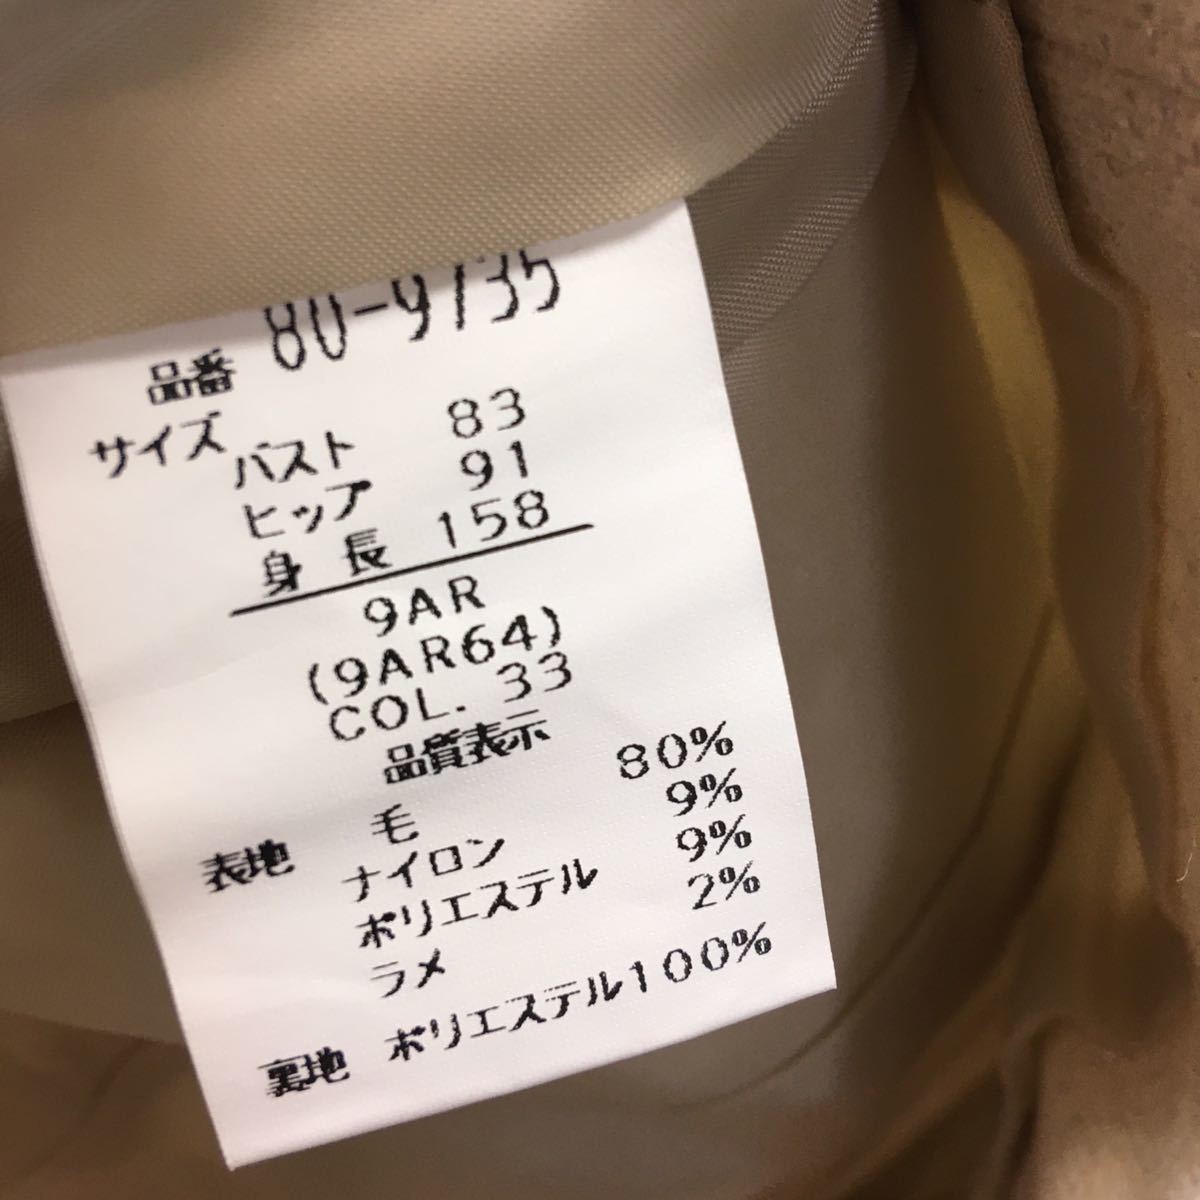 品番 80-9735
サイズ
バスト 83
ヒップ 91
身長 158
9AR
(9AR64)
COL. 33
品質表示
表地 毛 80%
ナイロン 9%
ポリエステル 9%
ラメ 2%
裏地 ポリエステル100%